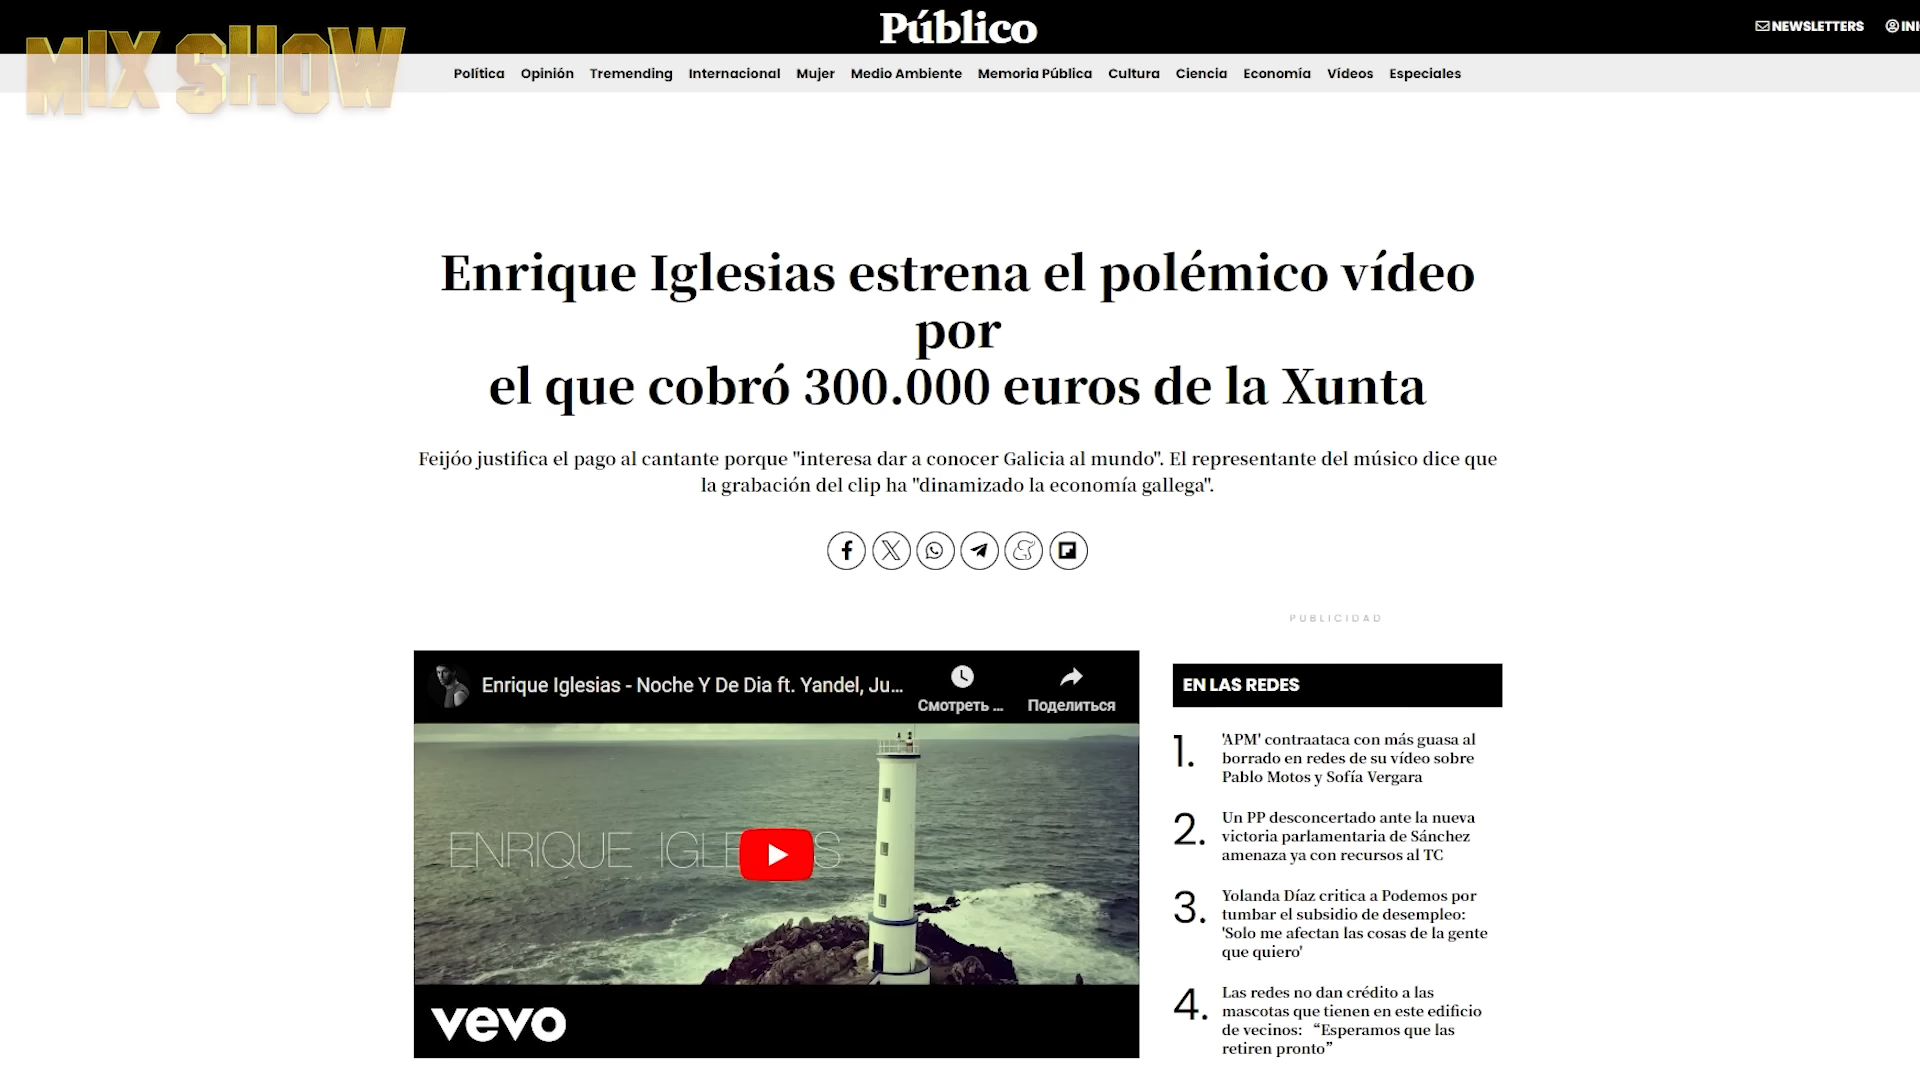 MIX SHOW
Público
NEWSLETTERS
Política Opinión Tremending Internacional Mujer Medio Ambiente Memoria Pública Cultura Ciencia Economía Vídeos Especiales
Enrique Iglesias estrena el polémico vídeo
por
el que cobró 300.000 euros de la Xunta
Feijóo justifica el pago al cantante porque "interesa dar a conocer Galicia al mundo". El representante del músico dice que
la grabación del clip ha "dinamizado la economía gallega".
PUBLICIDAD
Enrique Iglesias - Noche Y De Dia ft. Yandel, Ju...
Смотреть ...
Поделиться
ENRIQUE
vevo
EN LAS REDES
1. 'APM' contraataca con más guasa al
borrado en redes de su vídeo sobre
Pablo Motos y Sofía Vergara
2. Un PP desconcertado ante la nueva
victoria parlamentaria de Sánchez
amenaza ya con recursos al TC
3. Yolanda Díaz critica a Podemos por
tumbar el subsidio de desempleo:
'Solo me afectan las cosas de la gente
que quiero'
4. Las redes no dan crédito a las
mascotas que tienen en este edificio
de vecinos: “Esperamos que las
retiren pronto”